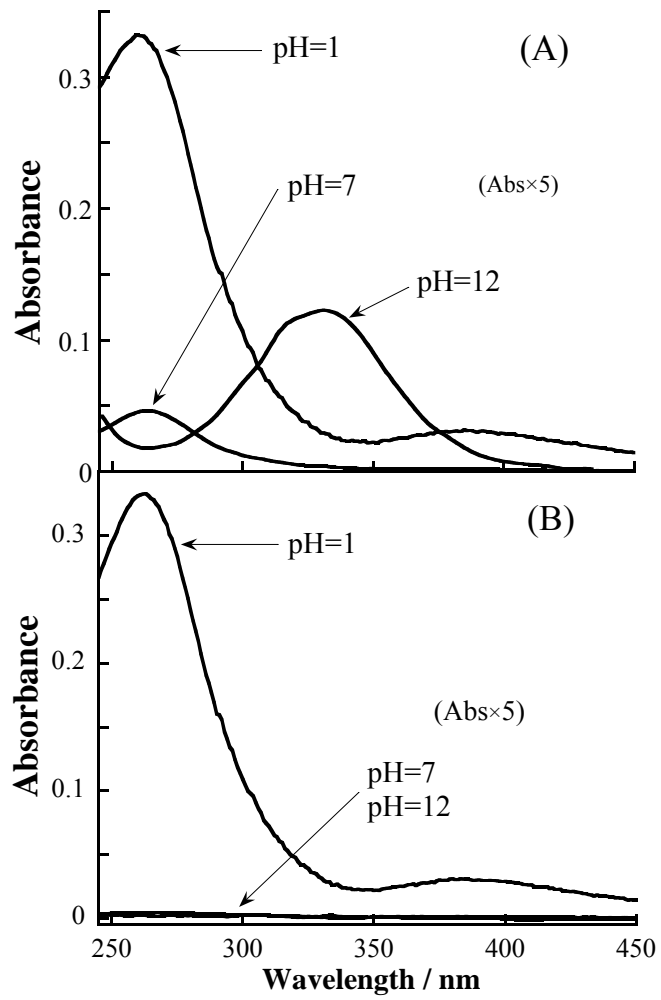 (A)
pH=1
0.3
pH=7
(Abs×5)
0.2
pH=12
Absorbance
0.1
0
(B)
pH=1
0.3
0.2
(Abs×5)
pH=7
pH=12
Absorbance
0.1
0
250 300 350 400 450
Wavelength / nm